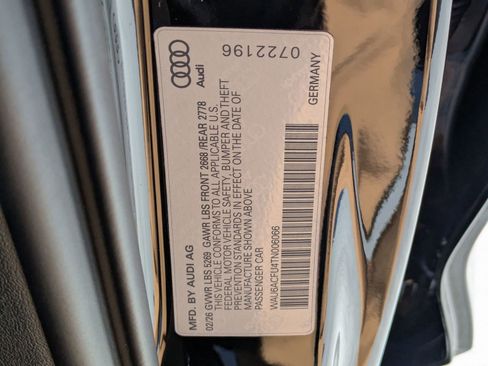 Audi
0722196
MFD. BY AUDI AG
02/26 GVWR LBS 5269 GAWR LBS FRONT 2668 /REAR 2778
THIS VEHICLE CONFORMS TO ALL APPLICABLE U.S.
FEDERAL MOTOR VEHICLE SAFETY, BUMPER AND THEFT
PREVENTION STANDARDS IN EFFECT ON THE DATE OF
MANUFACTURE SHOWN ABOVE
PASSENGER CAR
WAU6ACFU4TN006066
GERMANY